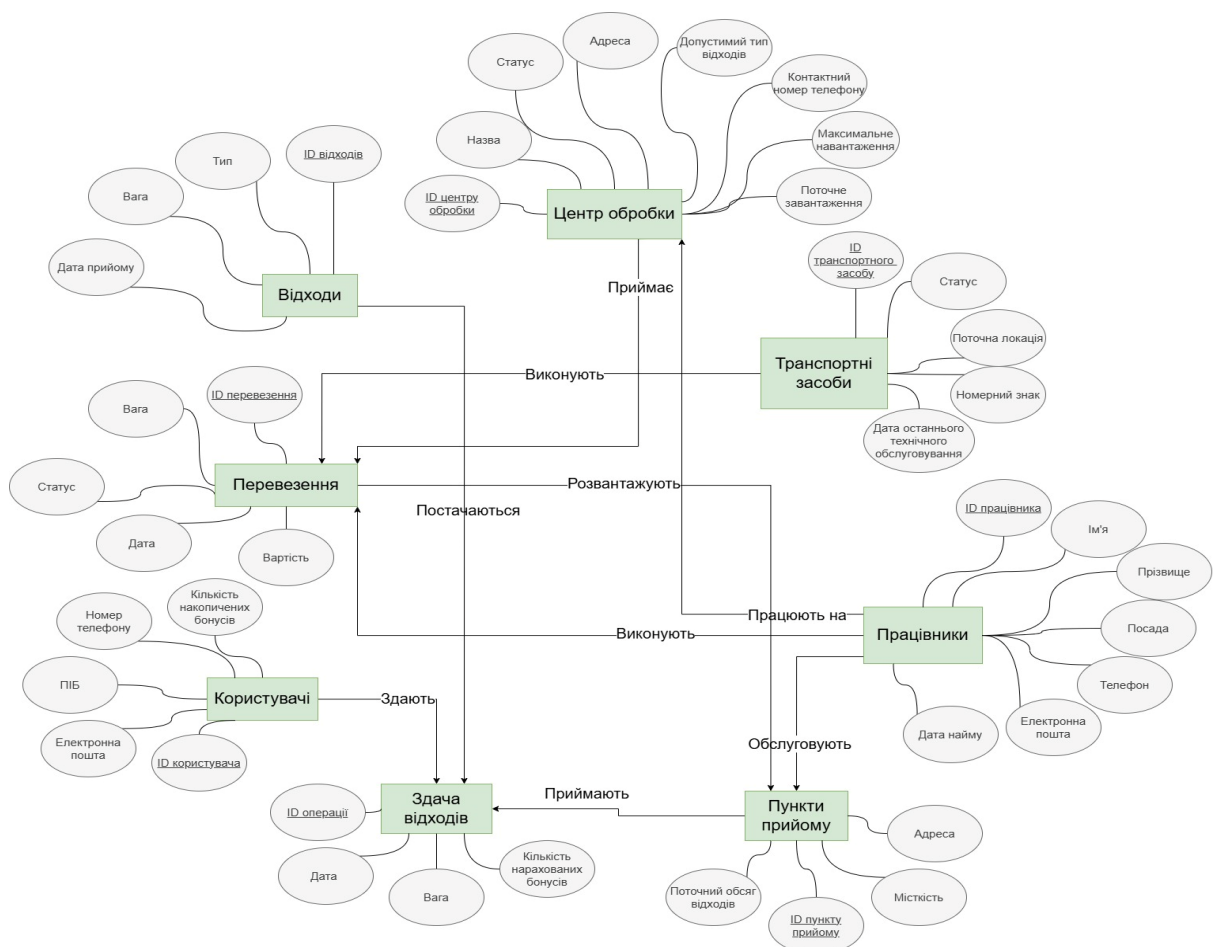 Адреса
Допустимий тип
відходів
Статус
Контактний
номер телефону
Назва
Максимальне
навантаження
ID центру
обробки
Центр обробки
Поточне
завантаження
Тип
ID відходів
Вага
Дата прийому
Відходи
Приймає
ID
транспортного
засобу
Статус
Поточна локація
Транспортні
засоби
Номерний знак
Дата останнього
технічного
обслуговування
Виконують
ID перевезення
Вага
Перевезення
Статус
Дата
Вартість
Розвантажують
Постачаються
ID працівника
Ім'я
Прізвище
Посада
Телефон
Електронна
пошта
Дата найму
Працівники
Працюють на
Виконують
Кількість
накопичених
бонусів
Номер
телефону
ПІБ
Користувачі
Здають
Електронна
пошта
ID користувача
Обслуговують
ID операції
Здача
відходів
Приймають
Пункти
прийому
Адреса
Дата
Вага
Кількість
нарахованих
бонусів
Поточний обсяг
відходів
ID пункту
прийому
Місткість